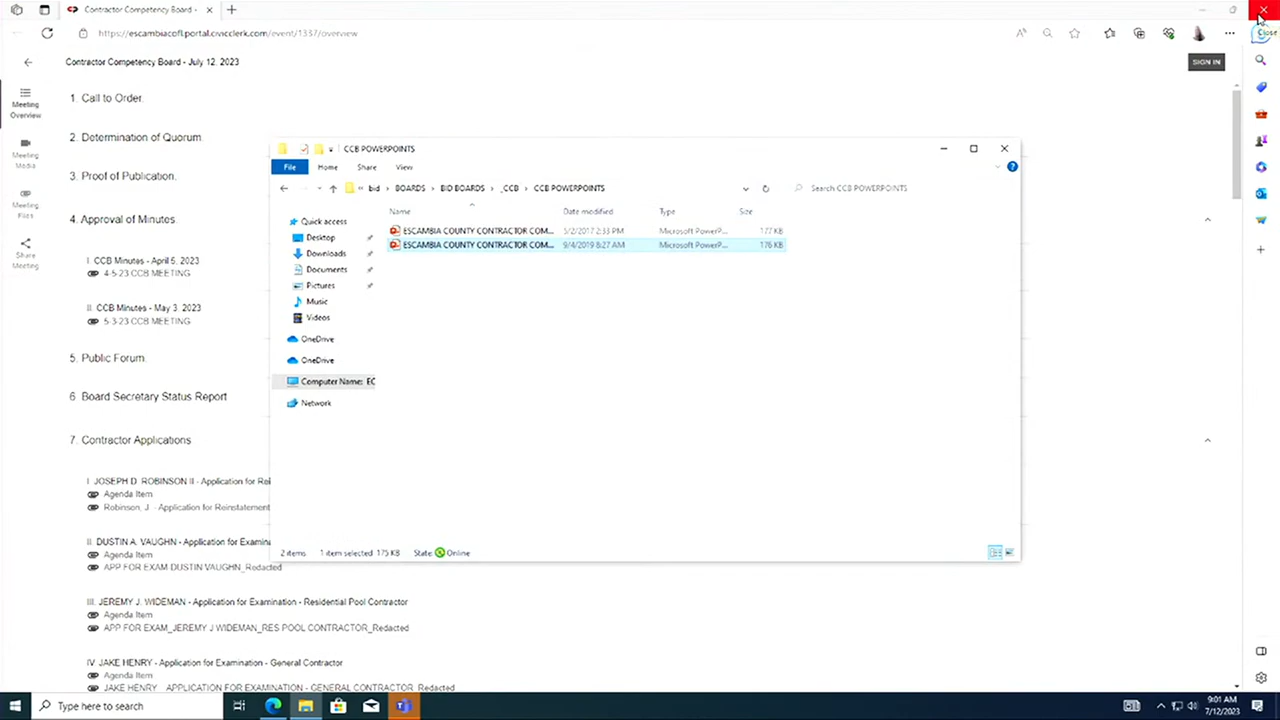 Contractor Competency Board -
https://escambiacofl.portal.civicclerk.com/event/1337/overview
Close
Contractor Competency Board - July 12, 2023
SIGN IN
Meeting Overview
Meeting Media
Meeting Files
Share Meeting
1. Call to Order.
2. Determination of Quorum.
3. Proof of Publication.
4. Approval of Minutes.
I. CCB Minutes - April 5, 2023
4-5-23 CCB MEETING
II. CCB Minutes - May 3, 2023
5-3-23 CCB MEETING
5. Public Forum.
6 Board Secretary Status Report
7. Contractor Applications
I. JOSEPH D. ROBINSON II - Application for Rei
Agenda Item
Robinson, J. - Application for Reinstatement
II. DUSTIN A. VAUGHN - Application for Examina
Agenda Item
APP FOR EXAM DUSTIN VAUGHN_Redacted
III. JEREMY J. WIDEMAN - Application for Examination - Residential Pool Contractor
Agenda Item
APP FOR EXAM_JEREMY J WIDEMAN_RES POOL CONTRACTOR_Redacted
IV. JAKE HENRY - Application for Examination - General Contractor
Agenda Item
JAKE HENRY _ APPLICATION FOR EXAMINATION - GENERAL CONTRACTOR_Redacted
CCB POWERPOINTS
File Home Share View
bid › BOARDS › BID BOARDS › _CCB › CCB POWERPOINTS
Search CCB POWERPOINTS
Name Date modified Type Size
ESCAMBIA COUNTY CONTRACTOR COM... 5/2/2017 2:33 PM Microsoft PowerP... 177 KB
ESCAMBIA COUNTY CONTRACTOR COM... 9/4/2019 8:27 AM Microsoft PowerP... 176 KB
Quick access
Desktop
Downloads
Documents
Pictures
Music
Videos
OneDrive
OneDrive
Computer Name: EC
Network
2 items 1 item selected 175 KB State: Online
Type here to search
9:01 AM
7/12/2023